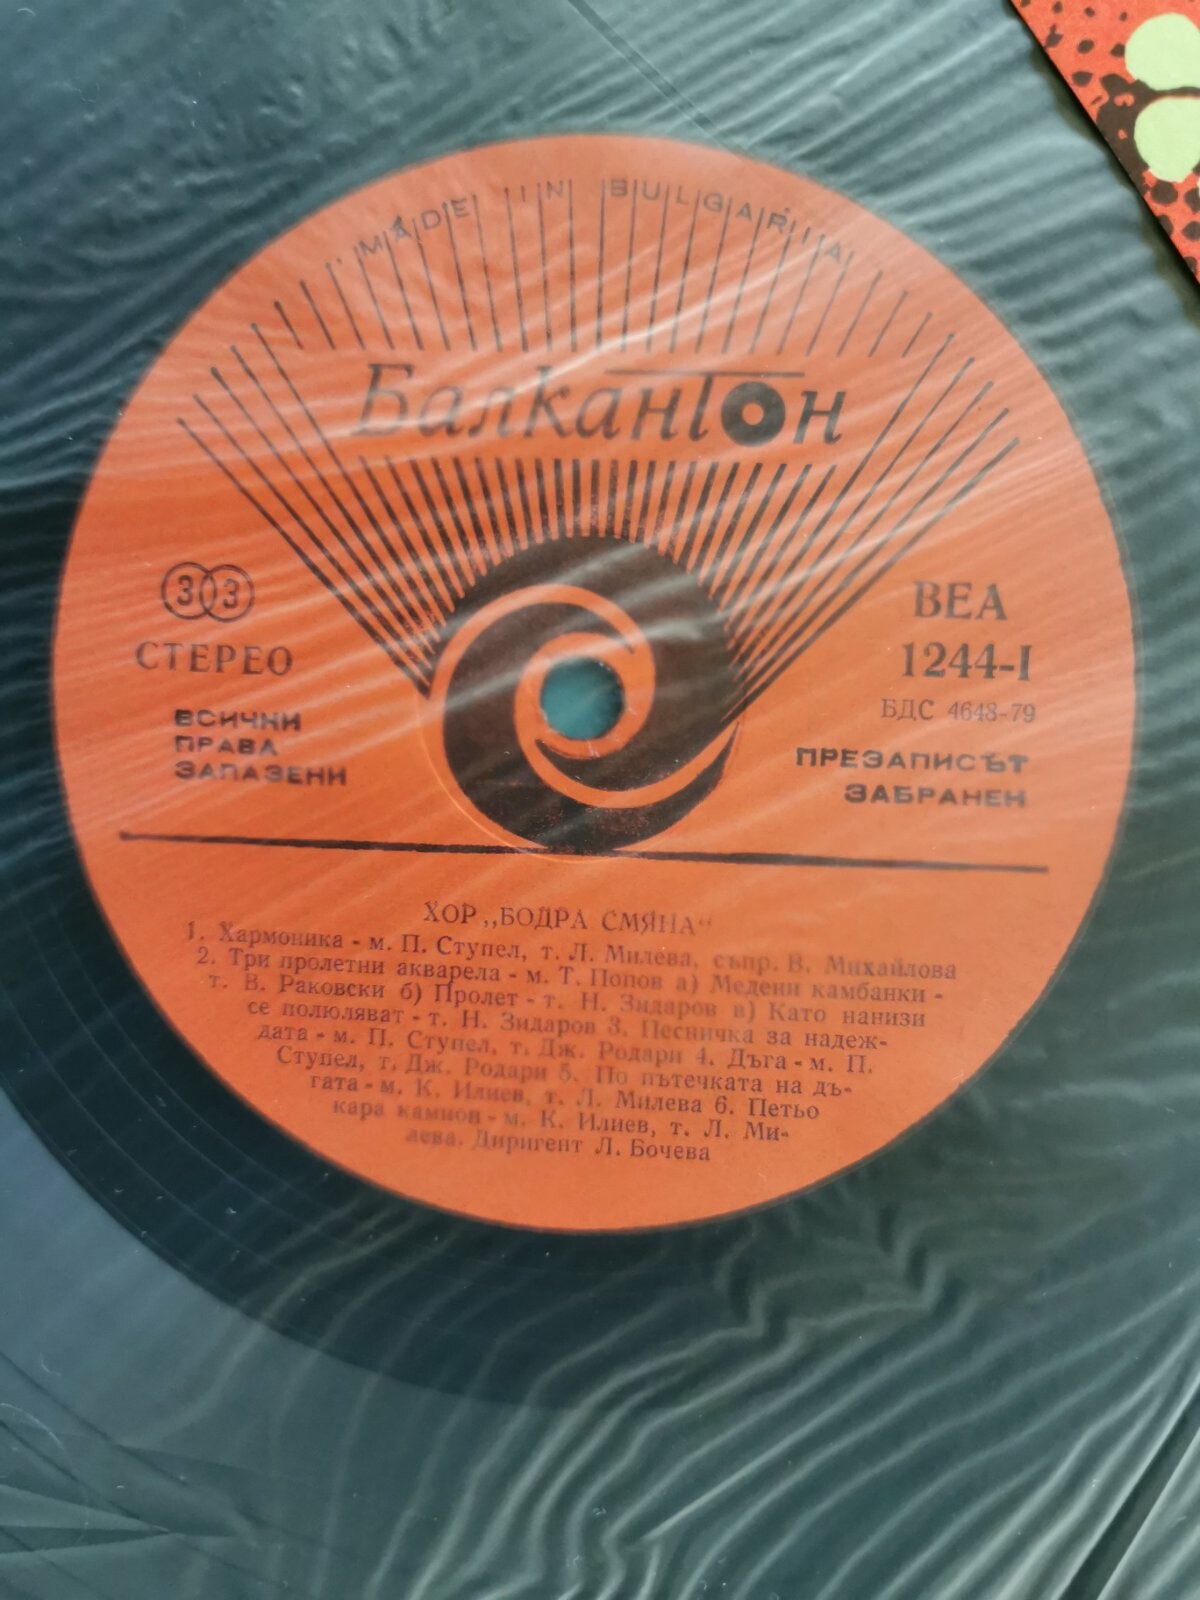 MADE IN BULGARIA
Балкантон
33
СТЕРЕО
ВСИЧНИ
ПРАВА
ЗАПАЗЕНИ
ВЕА
1244-I
БДС 4648-79
ПРЕЗАПИСЪТ
ЗАБРАНЕН
ХОР „БОДРА СМЯНА“
1. Хармоника - м. П. Ступел, т. Л. Милева, съпр. В. Михайлова
2. Три пролетни акварела - м. Т. Попов а) Медени камбанки -
т. В. Раковски б) Пролет - т. Н. Зидаров в) Като нанизи
се полюляват - т. Н. Зидаров 3. Песничка за надеж-
дата - м. П. Ступел, т. Дж. Родари 4. Дъга - м. П.
Ступел, т. Дж. Родари 5. По пътечката на дъ-
гата - м. К. Илиев, т. Л. Милева 6. Петьо
кара камион - м. К. Илиев, т. Л. Ми-
лева. Диригент Л. Бочева